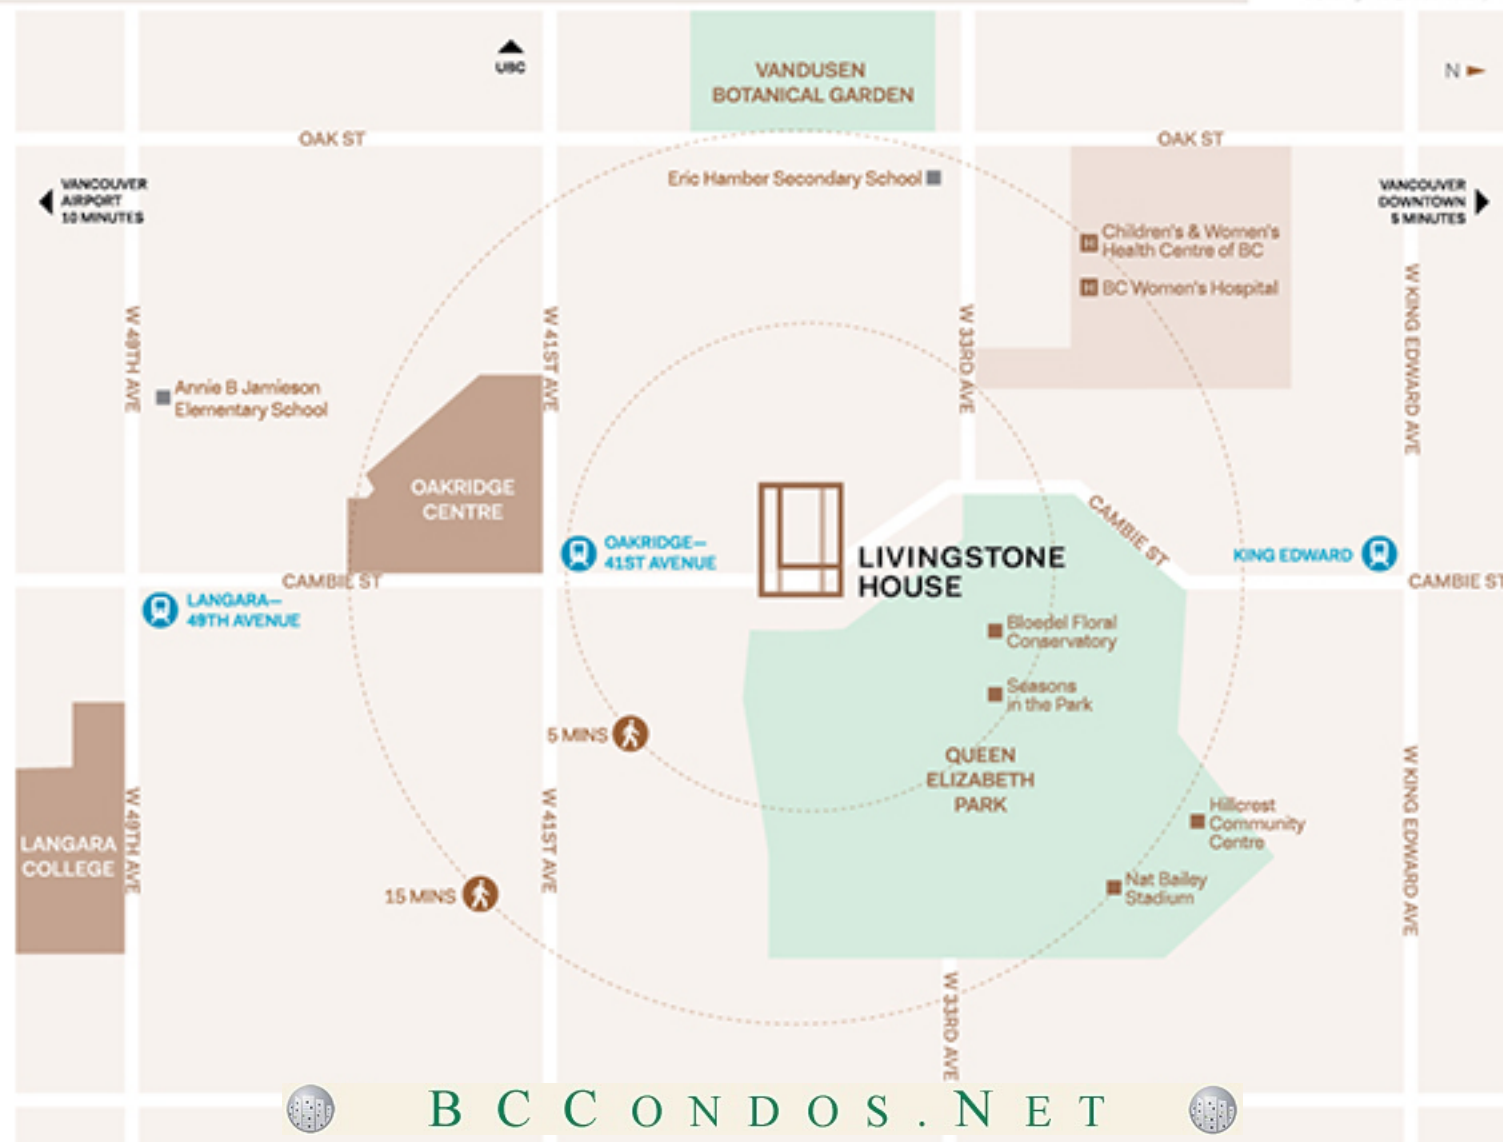 UBC
VANDUSEN
BOTANICAL GARDEN
N
OAK ST
OAK ST
VANCOUVER
AIRPORT
10 MINUTES
Eric Hamber Secondary School
VANCOUVER
DOWNTOWN
5 MINUTES
H Children's & Women's
Health Centre of BC
H BC Women's Hospital
W 49TH AVE
W 41ST AVE
W 33RD AVE
W KING EDWARD AVE
Annie B Jamieson
Elementary School
OAKRIDGE
CENTRE
CAMBIE ST
OAKRIDGE—
41ST AVENUE
LIVINGSTONE
HOUSE
KING EDWARD
CAMBIE ST
CAMBIE ST
LANGARA—
49TH AVENUE
Bloedel Floral
Conservatory
Seasons
in the Park
5 MINS
QUEEN
ELIZABETH
PARK
Hillcrest
Community
Centre
LANGARA
COLLEGE
W 49TH AVE
W 41ST AVE
W KING EDWARD AVE
15 MINS
Nat Bailey
Stadium
W 33RD AVE
BCCONDOS.NET